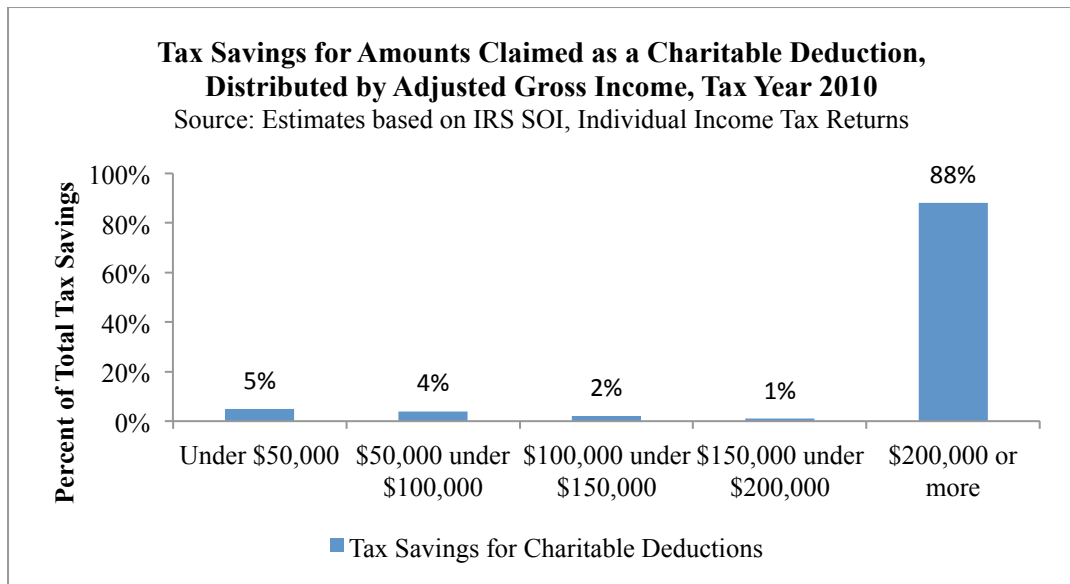 Tax Savings for Amounts Claimed as a Charitable Deduction,
Distributed by Adjusted Gross Income, Tax Year 2010
Source: Estimates based on IRS SOI, Individual Income Tax Returns
Percent of Total Tax Savings
100%
80%
60%
40%
20%
0%
5%
4%
2%
1%
88%
Under $50,000
$50,000 under
$100,000
$100,000 under
$150,000
$150,000 under
$200,000
$200,000 or
more
Tax Savings for Charitable Deductions